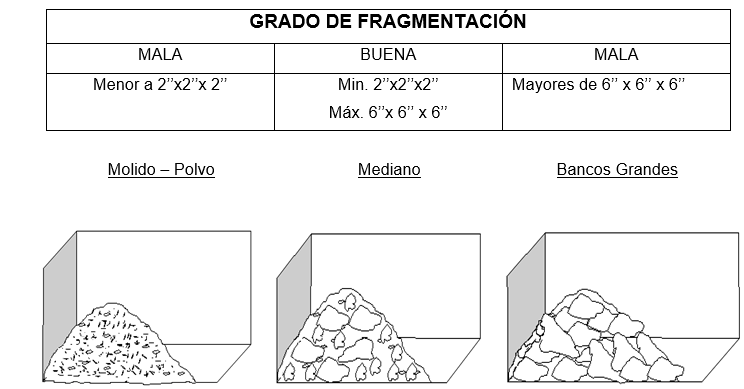 GRADO DE FRAGMENTACIÓN
MALA BUENA MALA
Menor a 2’’x2’’x 2’’ Min. 2’’x2’’x2’’ Mayores de 6’’ x 6’’ x 6’’
Máx. 6’’x 6’’ x 6’’
Molido – Polvo Mediano Bancos Grandes